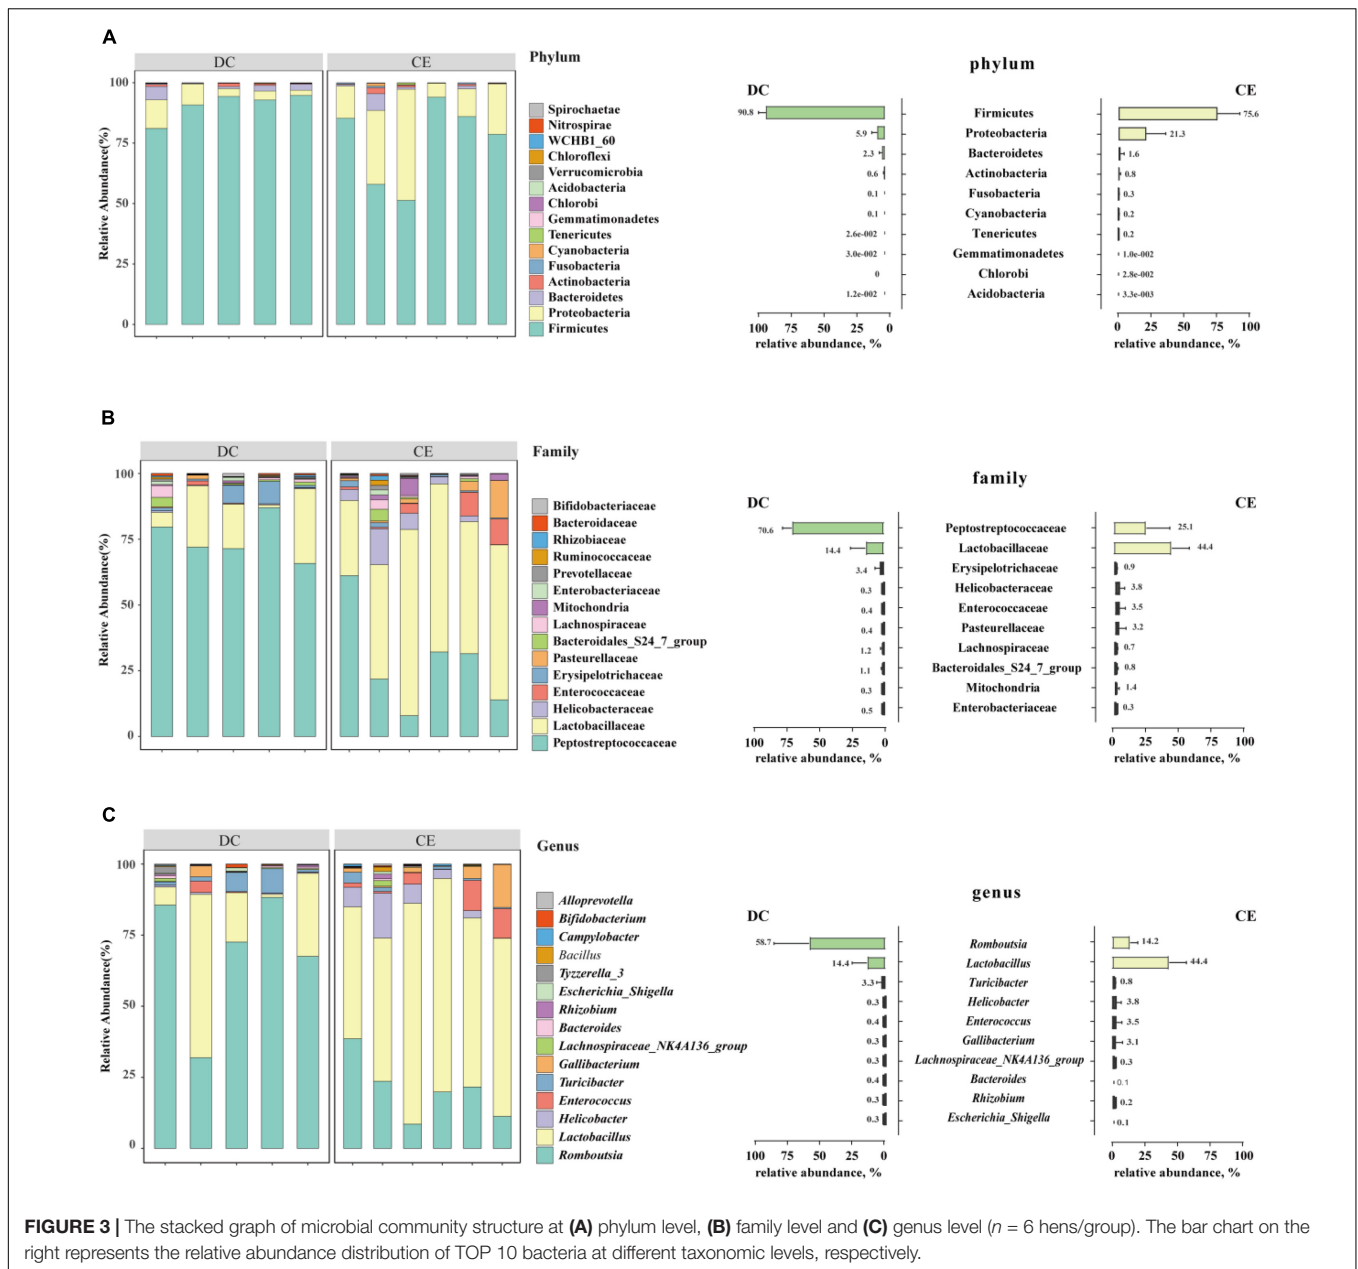 A
DC CE
Phylum
Relative Abundance(%)
100
75
50
25
0
Spirochaetae
Nitrospirae
WCHB1_60
Chloroflexi
Verrucomicrobia
Acidobacteria
Chlorobi
Gemmatimonadetes
Tenericutes
Cyanobacteria
Fusobacteria
Actinobacteria
Bacteroidetes
Proteobacteria
Firmicutes
phylum
DC CE
90.8 Firmicutes 75.6
5.9 Proteobacteria 21.3
2.3 Bacteroidetes 1.6
0.6 Actinobacteria 0.8
0.1 Fusobacteria 0.3
0.1 Cyanobacteria 0.2
2.6e-002 Tenericutes 0.2
3.0e-002 Gemmatimonadetes 1.0e-002
0 Chlorobi 2.8e-002
1.2e-002 Acidobacteria 3.3e-003
100 75 50 25 0 0 25 50 75 100
relative abundance, % relative abundance, %
B
DC CE
Family
Relative Abundance(%)
100
75
50
25
0
Bifidobacteriaceae
Bacteroidaceae
Rhizobiaceae
Ruminococcaceae
Prevotellaceae
Enterobacteriaceae
Mitochondria
Lachnospiraceae
Bacteroidales_S24_7_group
Pasteurellaceae
Erysipelotrichaceae
Enterococcaceae
Helicobacteraceae
Lactobacillaceae
Peptostreptococcaceae
family
DC CE
70.6 Peptostreptococcaceae 25.1
14.4 Lactobacillaceae 44.4
3.4 Erysipelotrichaceae 0.9
0.3 Helicobacteraceae 3.8
0.4 Enterococcaceae 3.5
0.4 Pasteurellaceae 3.2
1.2 Lachnospiraceae 0.7
1.1 Bacteroidales_S24_7_group 0.8
0.3 Mitochondria 1.4
0.5 Enterobacteriaceae 0.3
100 75 50 25 0 0 25 50 75 100
relative abundance, % relative abundance, %
C
DC CE
Genus
Relative Abundance(%)
100
75
50
25
0
Alloprevotella
Bifidobacterium
Campylobacter
Bacillus
Tyzzerella_3
Escherichia_Shigella
Rhizobium
Bacteroides
Lachnospiraceae_NK4A136_group
Gallibacterium
Turicibacter
Enterococcus
Helicobacter
Lactobacillus
Romboutsia
genus
DC CE
58.7 Romboutsia 14.2
14.4 Lactobacillus 44.4
3.3 Turicibacter 0.8
0.3 Helicobacter 3.8
0.4 Enterococcus 3.5
0.3 Gallibacterium 3.1
0.3 Lachnospiraceae_NK4A136_group 0.3
0.4 Bacteroides 0.1
0.3 Rhizobium 0.2
0.3 Escherichia_Shigella 0.1
100 75 50 25 0 0 25 50 75 100
relative abundance, % relative abundance, %
FIGURE 3 | The stacked graph of microbial community structure at (A) phylum level, (B) family level and (C) genus level (n = 6 hens/group). The bar chart on the
right represents the relative abundance distribution of TOP 10 bacteria at different taxonomic levels, respectively.